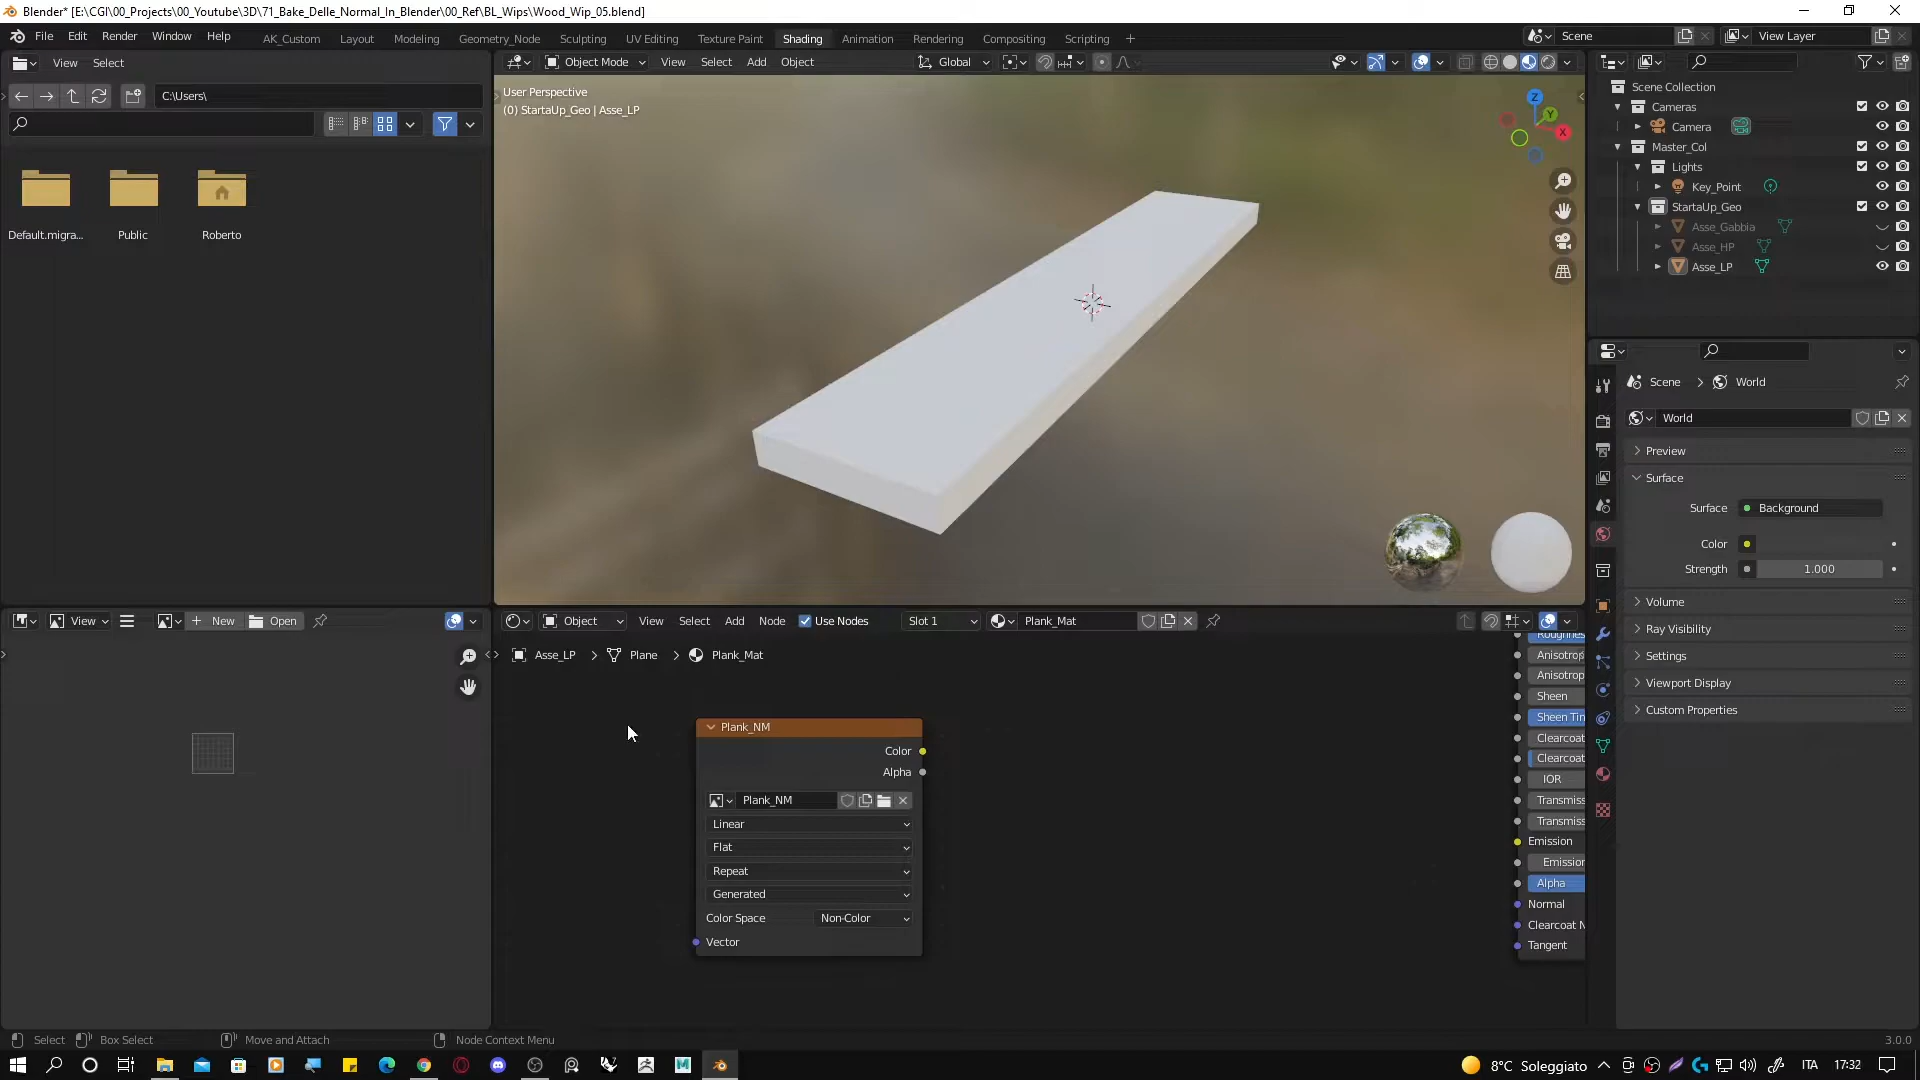 Blender* [E:\CGI\00_Projects\00_Youtube\3D\71_Bake_Delle_Normal_In_Blender\00_Ref\BL_Wips\Wood_Wip_05.blend]
File Edit Render Window Help AK_Custom Layout Modeling Geometry_Node Sculpting UV Editing Texture Paint Shading Animation Rendering Compositing Scripting + Scene View Layer
View Select
C:\Users\
Default.migra... Public Roberto
Object Mode View Select Add Object Global
User Perspective
(0) StartaUp_Geo | Asse_LP
Z
Y
X
Scene Collection
Cameras
Camera
Master_Col
Lights
Key_Point
StartaUp_Geo
Asse_Gabbia
Asse_HP
Asse_LP
Scene > World
World
Preview
Surface
Surface Background
Color
Strength 1.000
Volume
Ray Visibility
Settings
Viewport Display
Custom Properties
View + New Open
Object View Select Add Node Use Nodes Slot 1 Plank_Mat
Asse_LP > Plane > Plank_Mat
Plank_NM
Color
Alpha
Plank_NM
Linear
Flat
Repeat
Generated
Color Space Non-Color
Vector
Roughnes
Anisotrop
Anisotrop
Sheen
Sheen Tin
Clearcoat
Clearcoat
IOR
Transmiss
Transmiss
Emission
Emission
Alpha
Normal
Clearcoat N
Tangent
Select Box Select Move and Attach Node Context Menu 3.0.0
8°C Soleggiato ITA 17:32